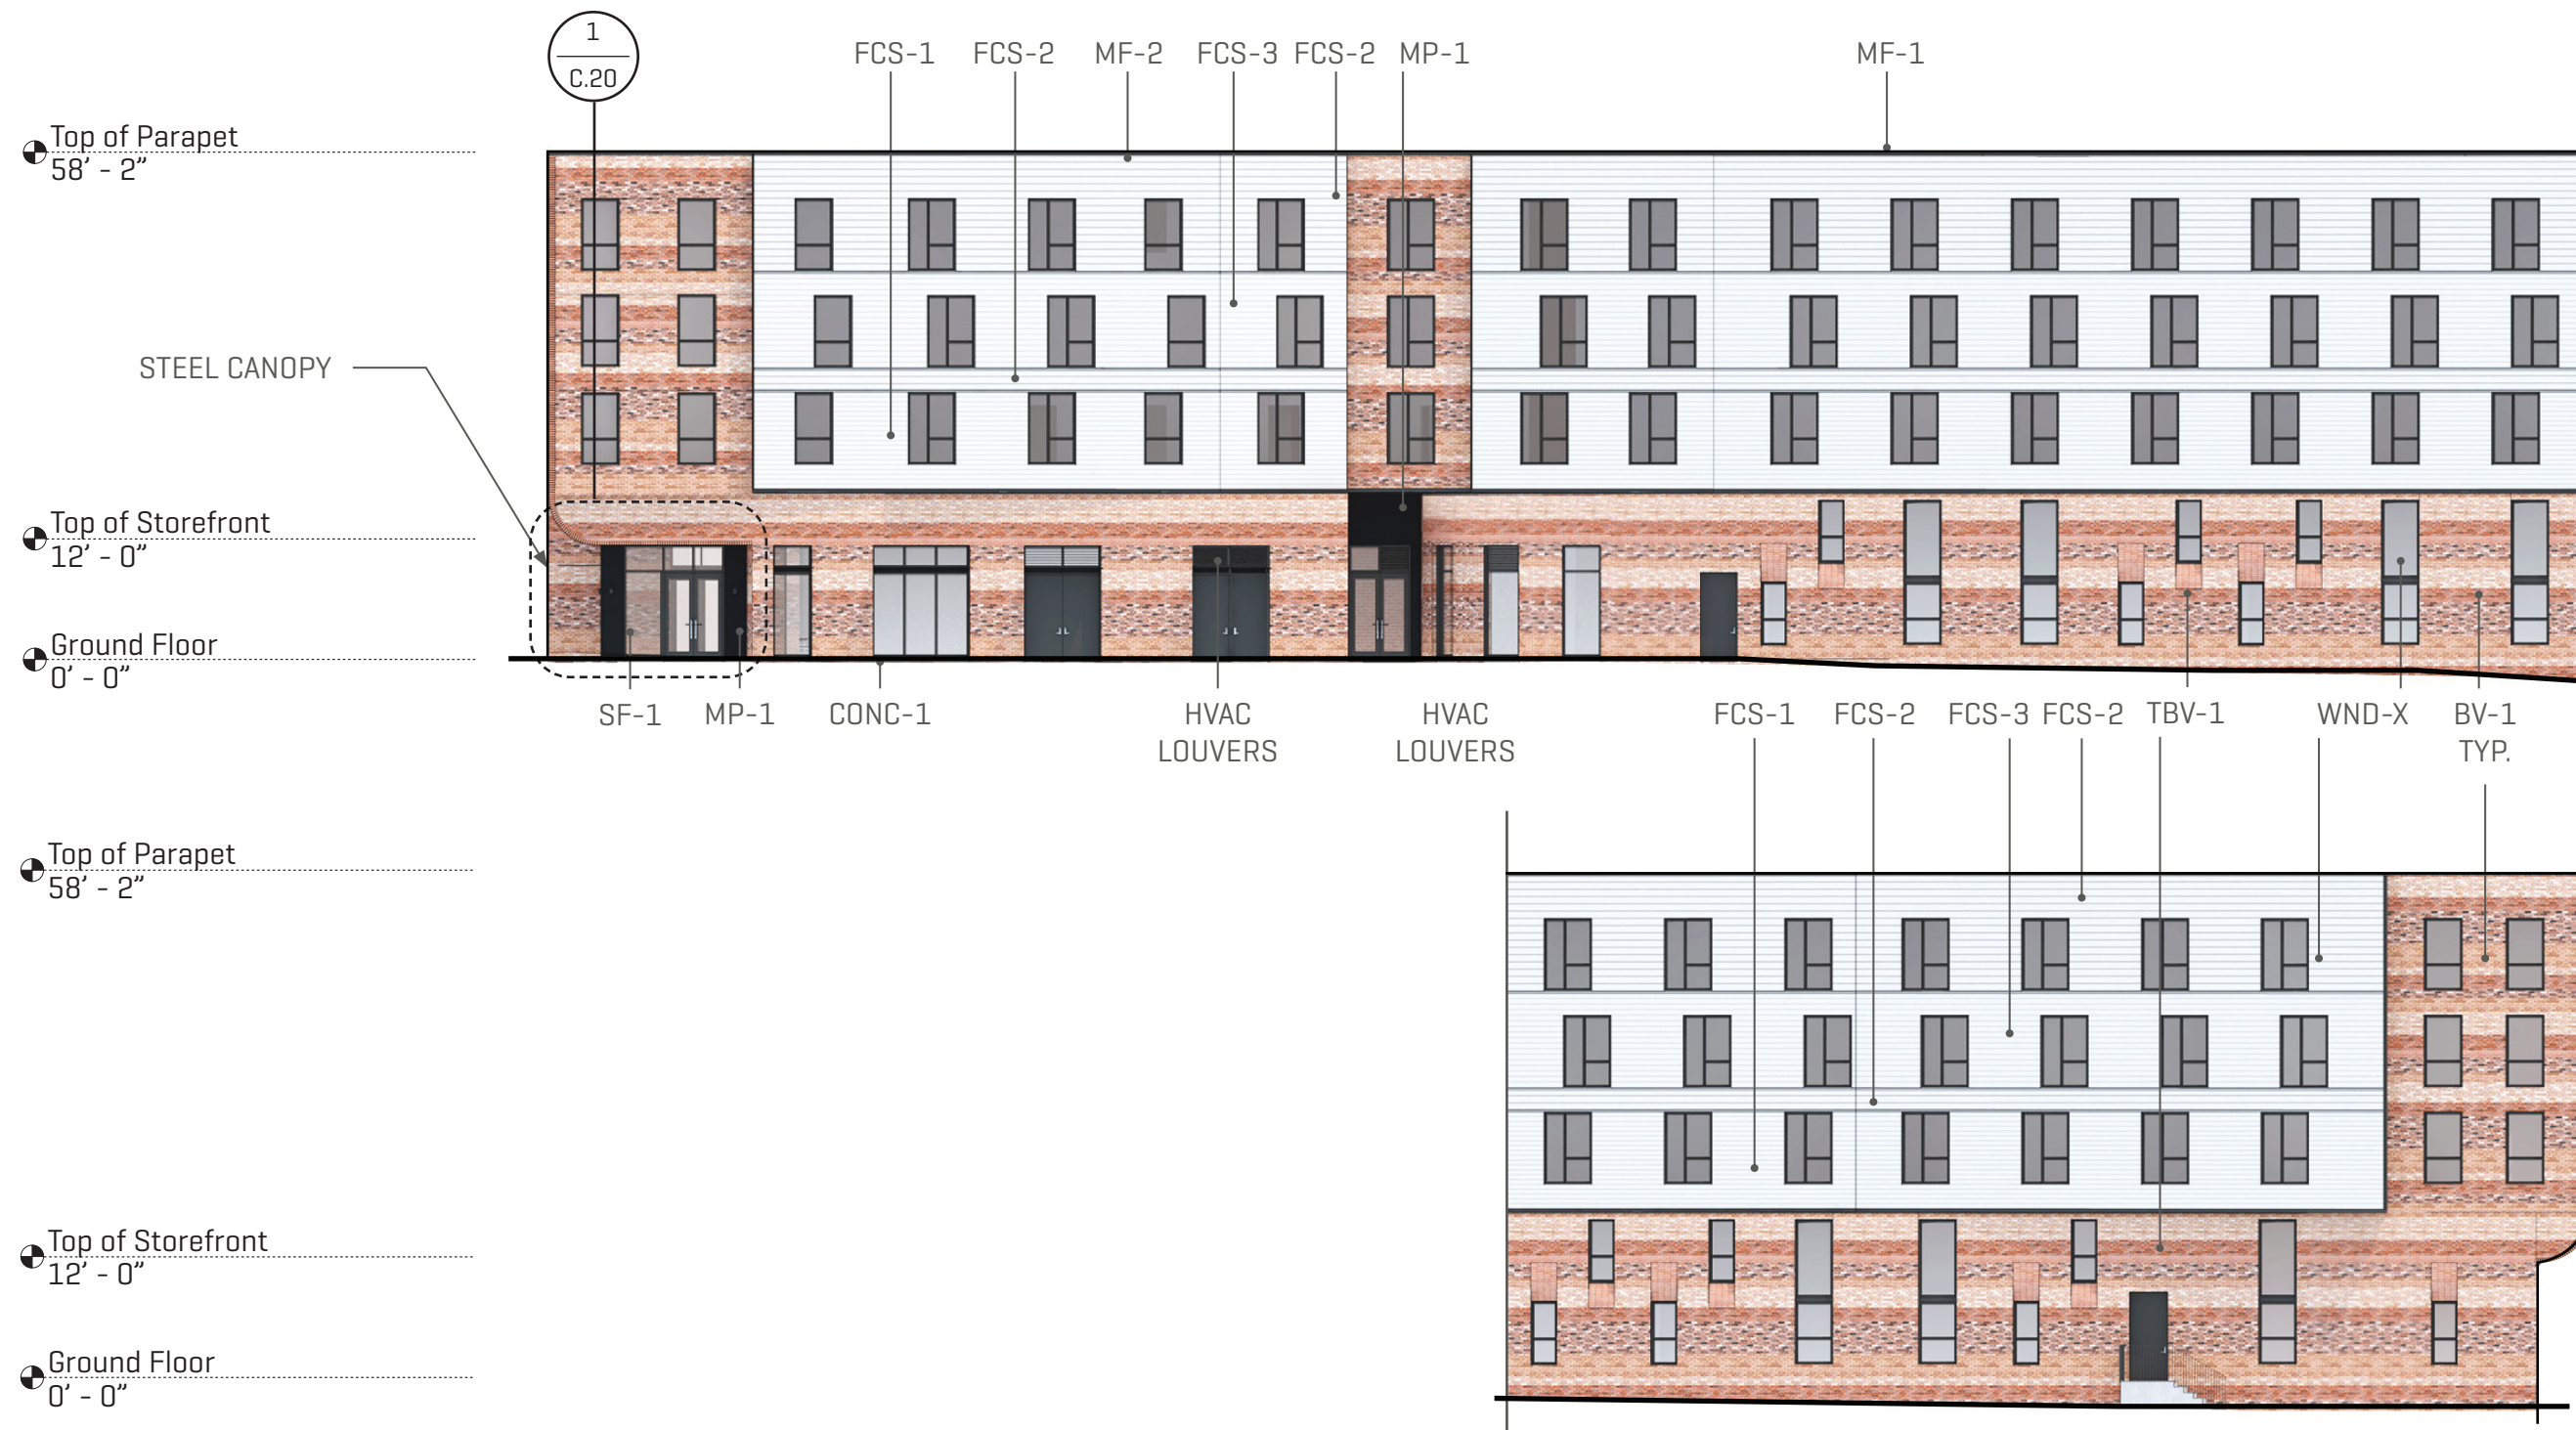 1
C.20
FCS-1 FCS-2 MF-2 FCS-3 FCS-2 MP-1 MF-1
Top of Parapet
58’ - 2”
STEEL CANOPY
Top of Storefront
12’ - 0”
Ground Floor
0’ - 0”
SF-1 MP-1 CONC-1 HVAC HVAC FCS-1 FCS-2 FCS-3 FCS-2 TBV-1 WND-X BV-1
LOUVERS LOUVERS TYP.
Top of Parapet
58’ - 2”
Top of Storefront
12’ - 0”
Ground Floor
0’ - 0”